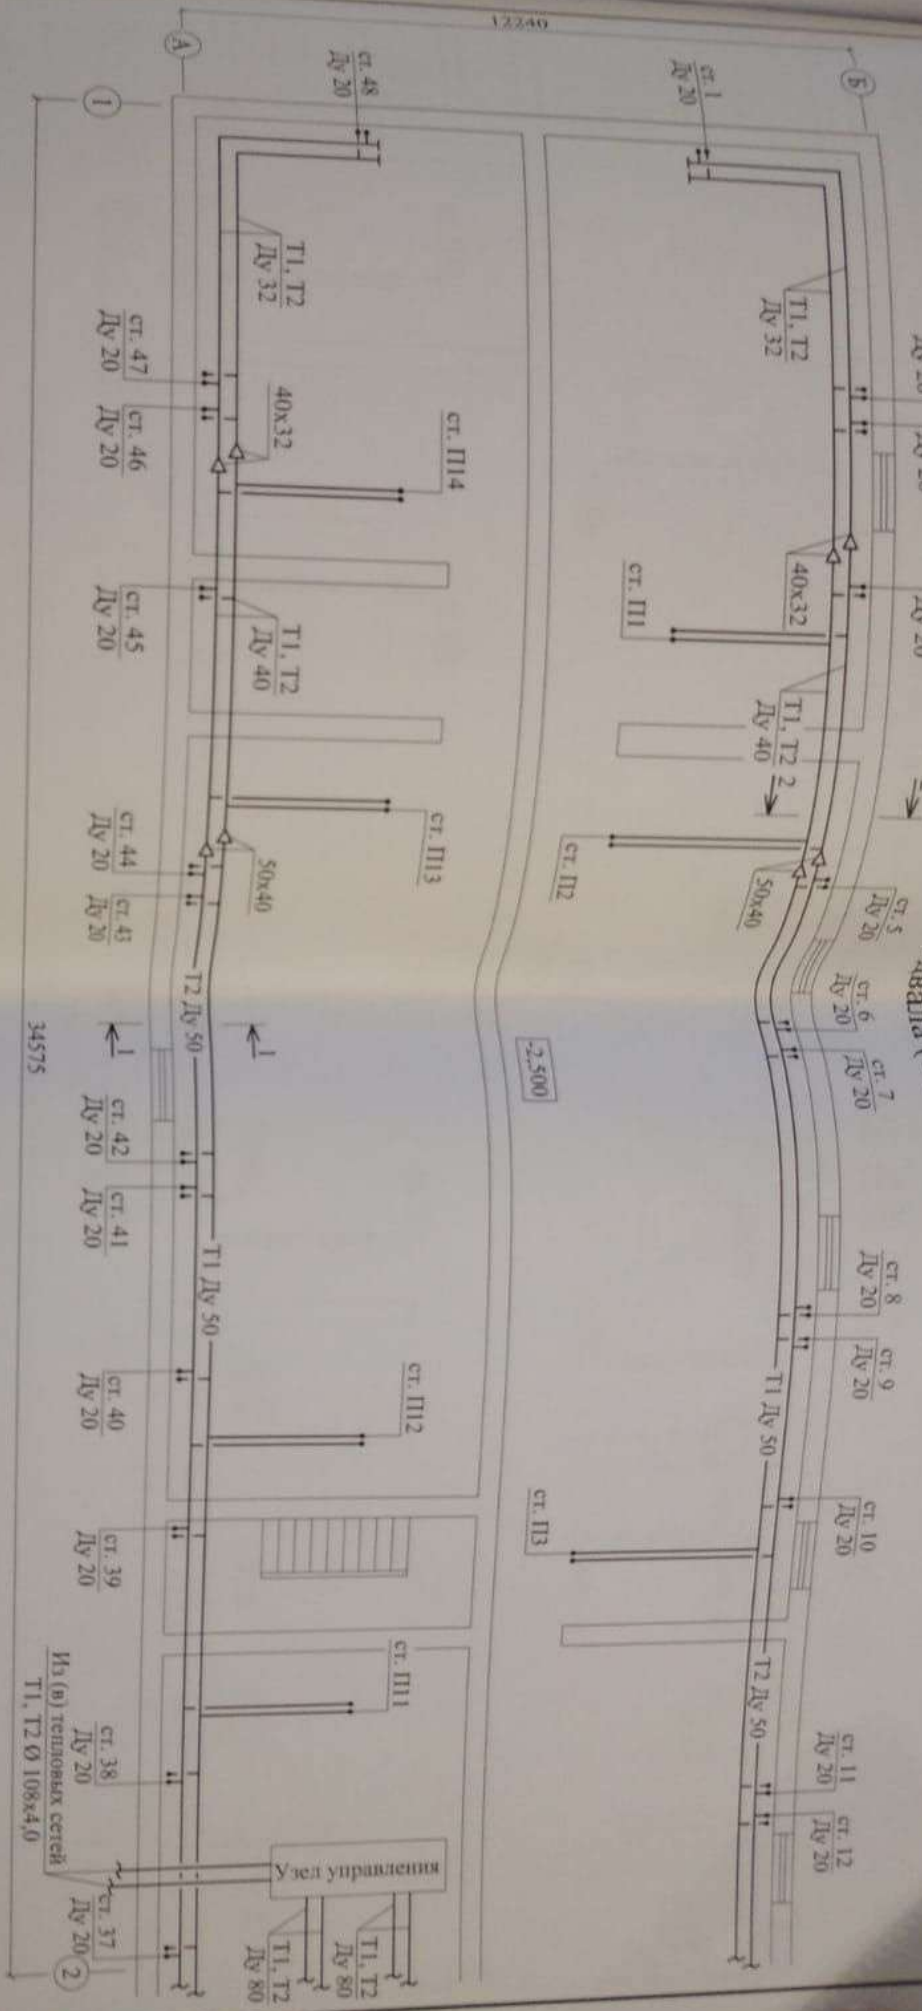 12240
А
Б
1
ст. 48
Ду 20
ст. 1
Ду 20
Т1, Т2
Ду 32
Т1, Т2
Ду 32
ст. 47
Ду 20
ст. 46
Ду 20
40х32
ст. П14
40х32
ст. П1
ст. 45
Ду 20
Т1, Т2
Ду 40
Т1, Т2
Ду 40
2
ст. 44
Ду 20
ст. 43
Ду 20
50х40
ст. П13
ст. П2
50х40
ст. 5
Ду 20
ст. 6
Ду 20
ст. 7
Ду 20
Т2 Ду 50
1
1
-2.500
34575
ст. 42
Ду 20
ст. 41
Ду 20
Т1 Ду 50
ст. 8
Ду 20
ст. 9
Ду 20
Т1 Ду 50
ст. 40
Ду 20
ст. П12
ст. 10
Ду 20
ст. П3
ст. 39
Ду 20
ст. П11
Т2 Ду 50
ст. 38
Ду 20
ст. 11
Ду 20
ст. 12
Ду 20
Из (в) тепловых сетей
Т1, Т2 Ø 108х4,0
Узел управления
ст. 37
Ду 20
Т1, Т2
Ду 80
Т1, Т2
Ду 80
2